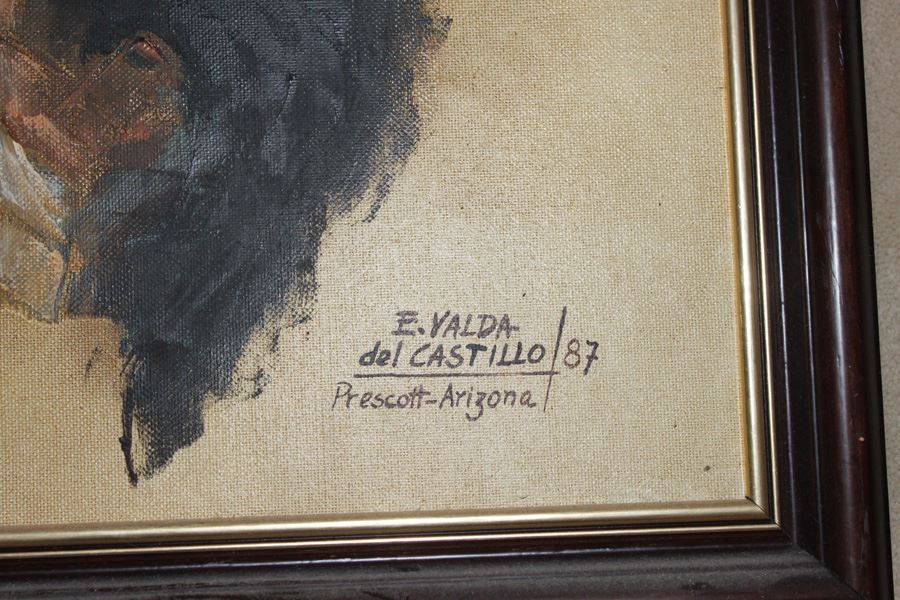 E. VALDA
del CASTILLO / 87
Prescott-Arizona